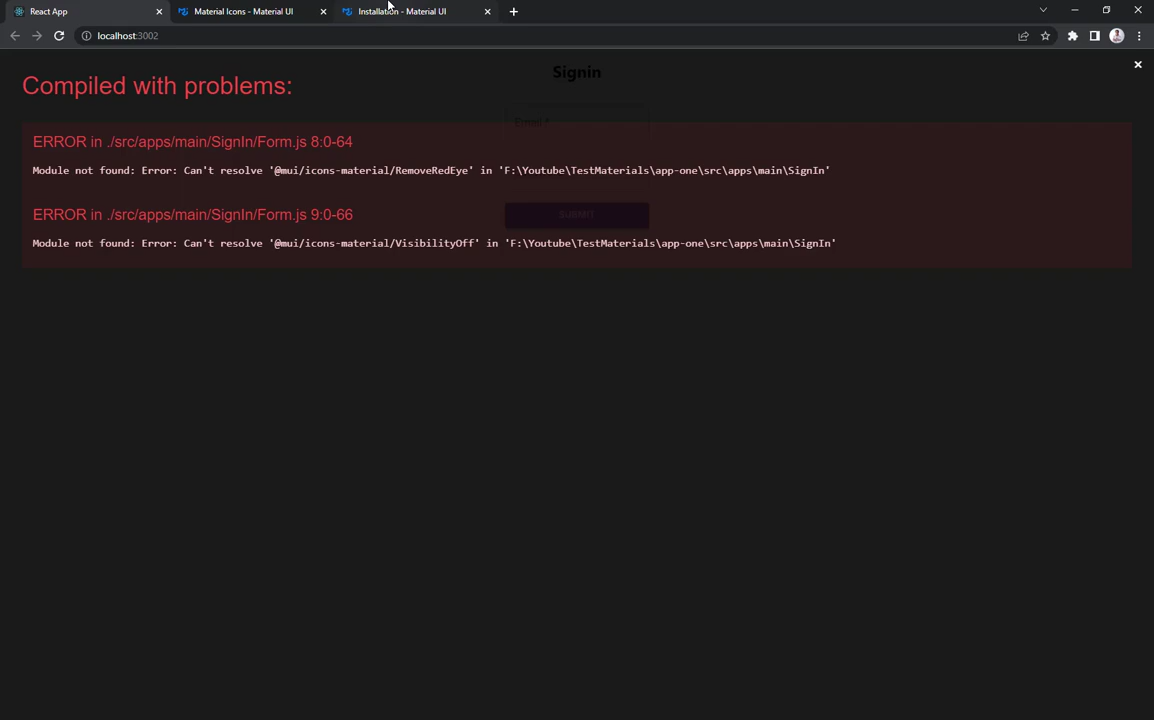 React App
Material Icons - Material UI
Installation - Material UI
localhost:3002
Signin
Compiled with problems:
Email *
ERROR in ./src/apps/main/SignIn/Form.js 8:0-64
Module not found: Error: Can't resolve '@mui/icons-material/RemoveRedEye' in 'F:\Youtube\TestMaterials\app-one\src\apps\main\SignIn'
ERROR in ./src/apps/main/SignIn/Form.js 9:0-66
SUBMIT
Module not found: Error: Can't resolve '@mui/icons-material/VisibilityOff' in 'F:\Youtube\TestMaterials\app-one\src\apps\main\SignIn'